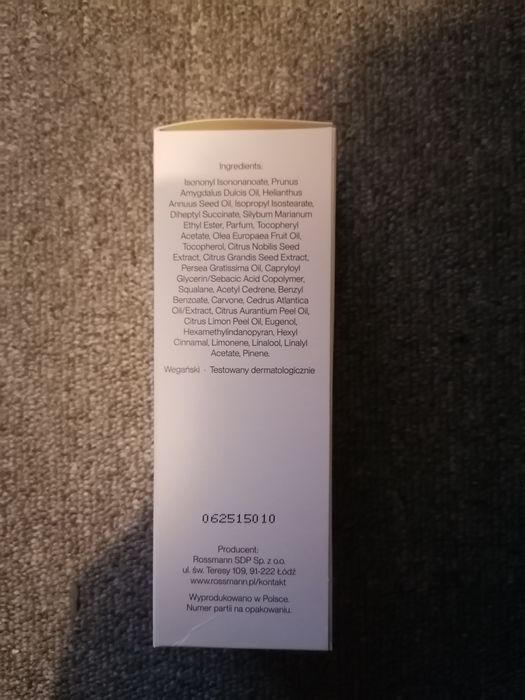 Ingredients:
Isononyl Isononanoate, Prunus
Amygdalus Dulcis Oil, Helianthus
Annuus Seed Oil, Isopropyl Isostearate,
Diheptyl Succinate, Silybum Marianum
Ethyl Ester, Parfum, Tocopheryl
Acetate, Olea Europaea Fruit Oil,
Tocopherol, Citrus Nobilis Seed
Extract, Citrus Grandis Seed Extract,
Persea Gratissima Oil, Capryloyl
Glycerin/Sebacic Acid Copolymer,
Squalane, Acetyl Cedrene, Benzyl
Benzoate, Carvone, Cedrus Atlantica
Oil/Extract, Citrus Aurantium Peel Oil,
Citrus Limon Peel Oil, Eugenol,
Hexamethylindanopyran, Hexyl
Cinnamal, Limonene, Linalool, Linalyl
Acetate, Pinene.
Wegański · Testowany dermatologicznie
062515010
Producent:
Rossmann SDP Sp. z o.o.
ul. św. Teresy 109, 91-222 Łódź
www.rossmann.pl/kontakt
Wyprodukowano w Polsce.
Numer partii na opakowaniu.